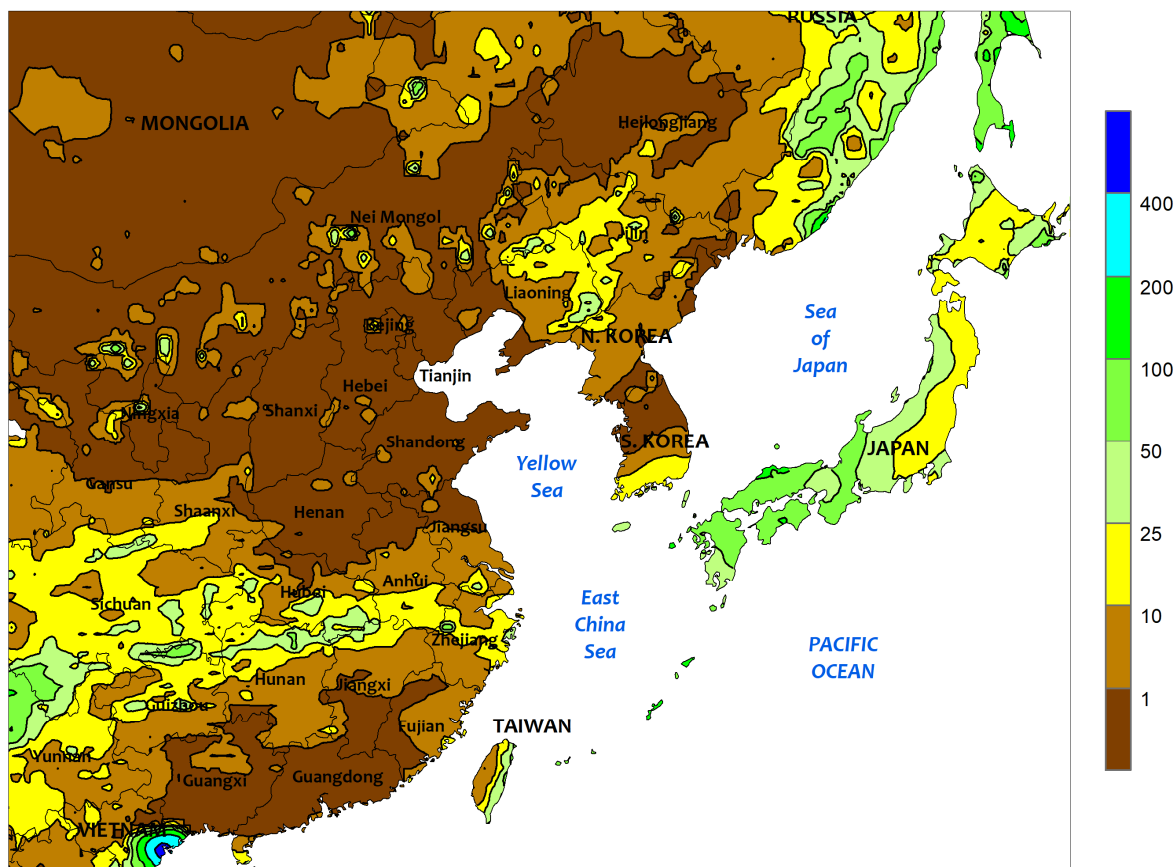 RUSSIA
MONGOLIA
Heilongjiang
Nei Mongol
Jilin
Liaoning
Beijing
N. KOREA
Sea
of
Japan
Tianjin
Hebei
Ningxia
Shanxi
Shandong
S. KOREA
JAPAN
Yellow
Sea
Gansu
Shaanxi
Henan
Jiangsu
Anhui
Hubei
Sichuan
East
China
Sea
Zhejiang
PACIFIC
OCEAN
Hunan
Jiangxi
Guizhou
Fujian
TAIWAN
Yunnan
Guangxi
Guangdong
VIETNAM
400
200
100
50
25
10
1